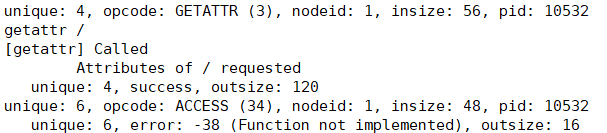 unique: 4, opcode: GETATTR (3), nodeid: 1, insize: 56, pid: 10532
getattr /
[getattr] Called
        Attributes of / requested
   unique: 4, success, outsize: 120
unique: 6, opcode: ACCESS (34), nodeid: 1, insize: 48, pid: 10532
   unique: 6, error: -38 (Function not implemented), outsize: 16